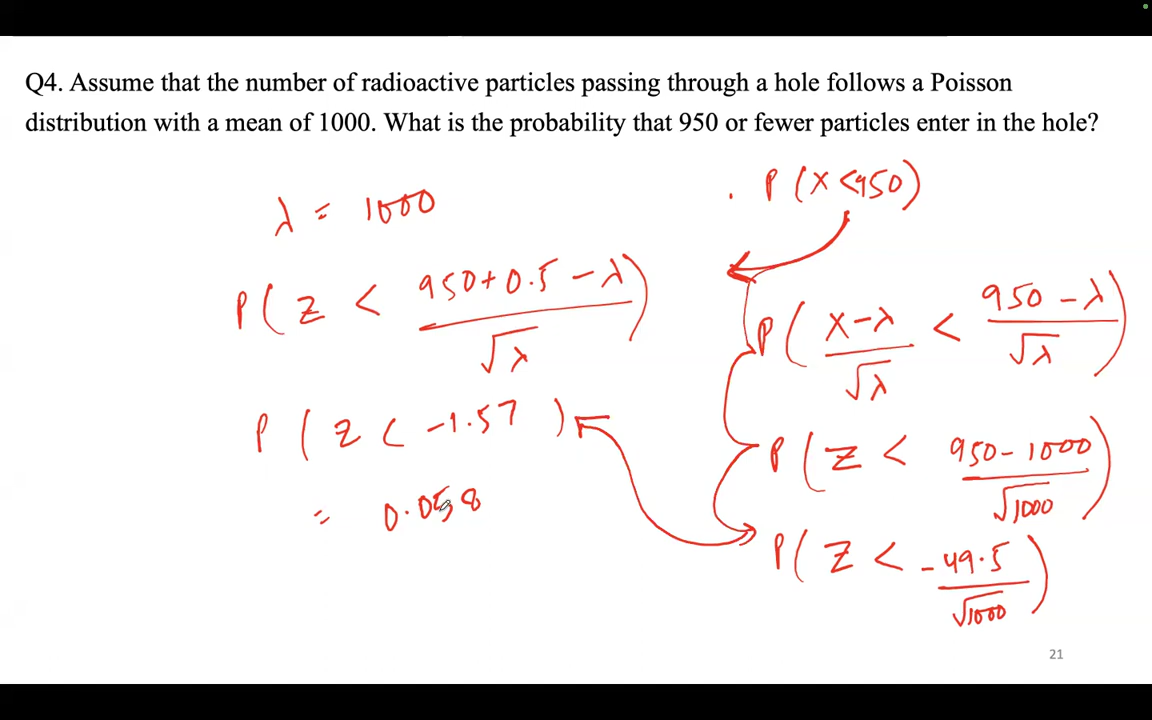 Q4. Assume that the number of radioactive particles passing through a hole follows a Poisson
distribution with a mean of 1000. What is the probability that 950 or fewer particles enter in the hole?
λ = 1000
. P(X<950)
P(Z < (950+0.5-λ)/√λ)
P((X-λ)/√λ < (950-λ)/√λ)
P(Z < -1.57)
P(Z < (950-1000)/√1000)
= 0.058
P(Z < -49.5/√1000)
21